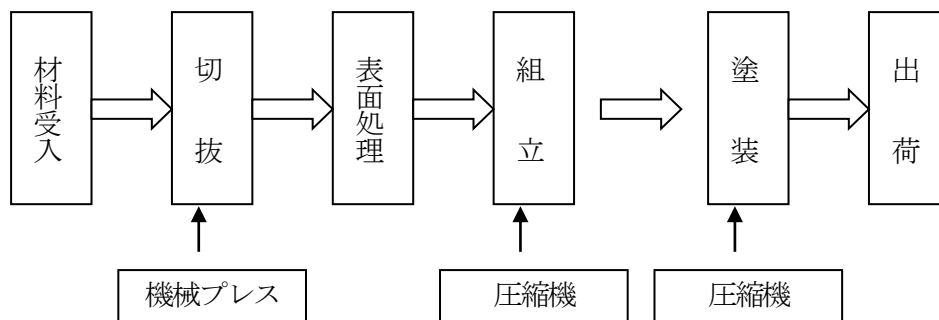 材料受入
切抜
表面処理
組立
塗装
出荷
機械プレス
圧縮機
圧縮機